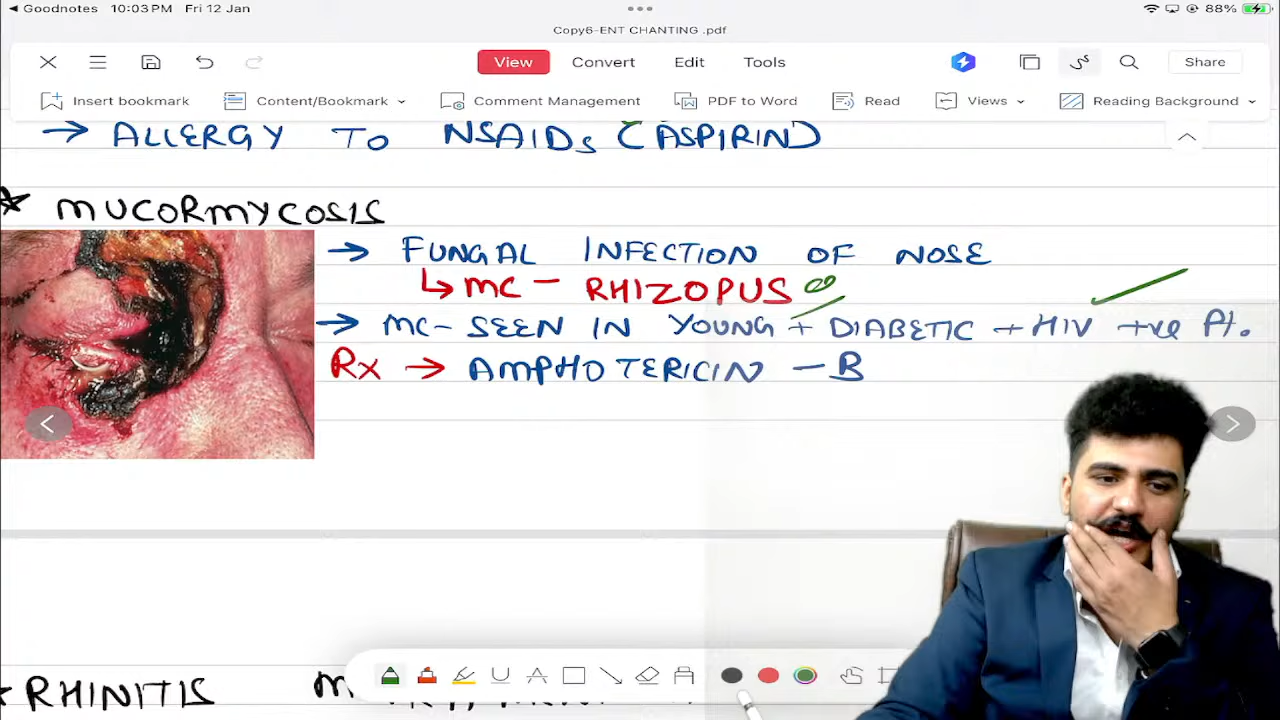 Goodnotes 10:03 PM Fri 12 Jan 88%
Copy6-ENT CHANTING .pdf
View Convert Edit Tools Share
Insert bookmark Content/Bookmark Comment Management PDF to Word Read Views Reading Background
→ ALLERGY TO NSAIDs (ASPIRIN)
★ MUCORMYCOSIS
→ FUNGAL INFECTION OF NOSE
↳ MC - RHIZOPUS
→ MC - SEEN IN YOUNG + DIABETIC + HIV +ve Pt.
Rx → AMPHOTERICIN - B
★ RHINITIS